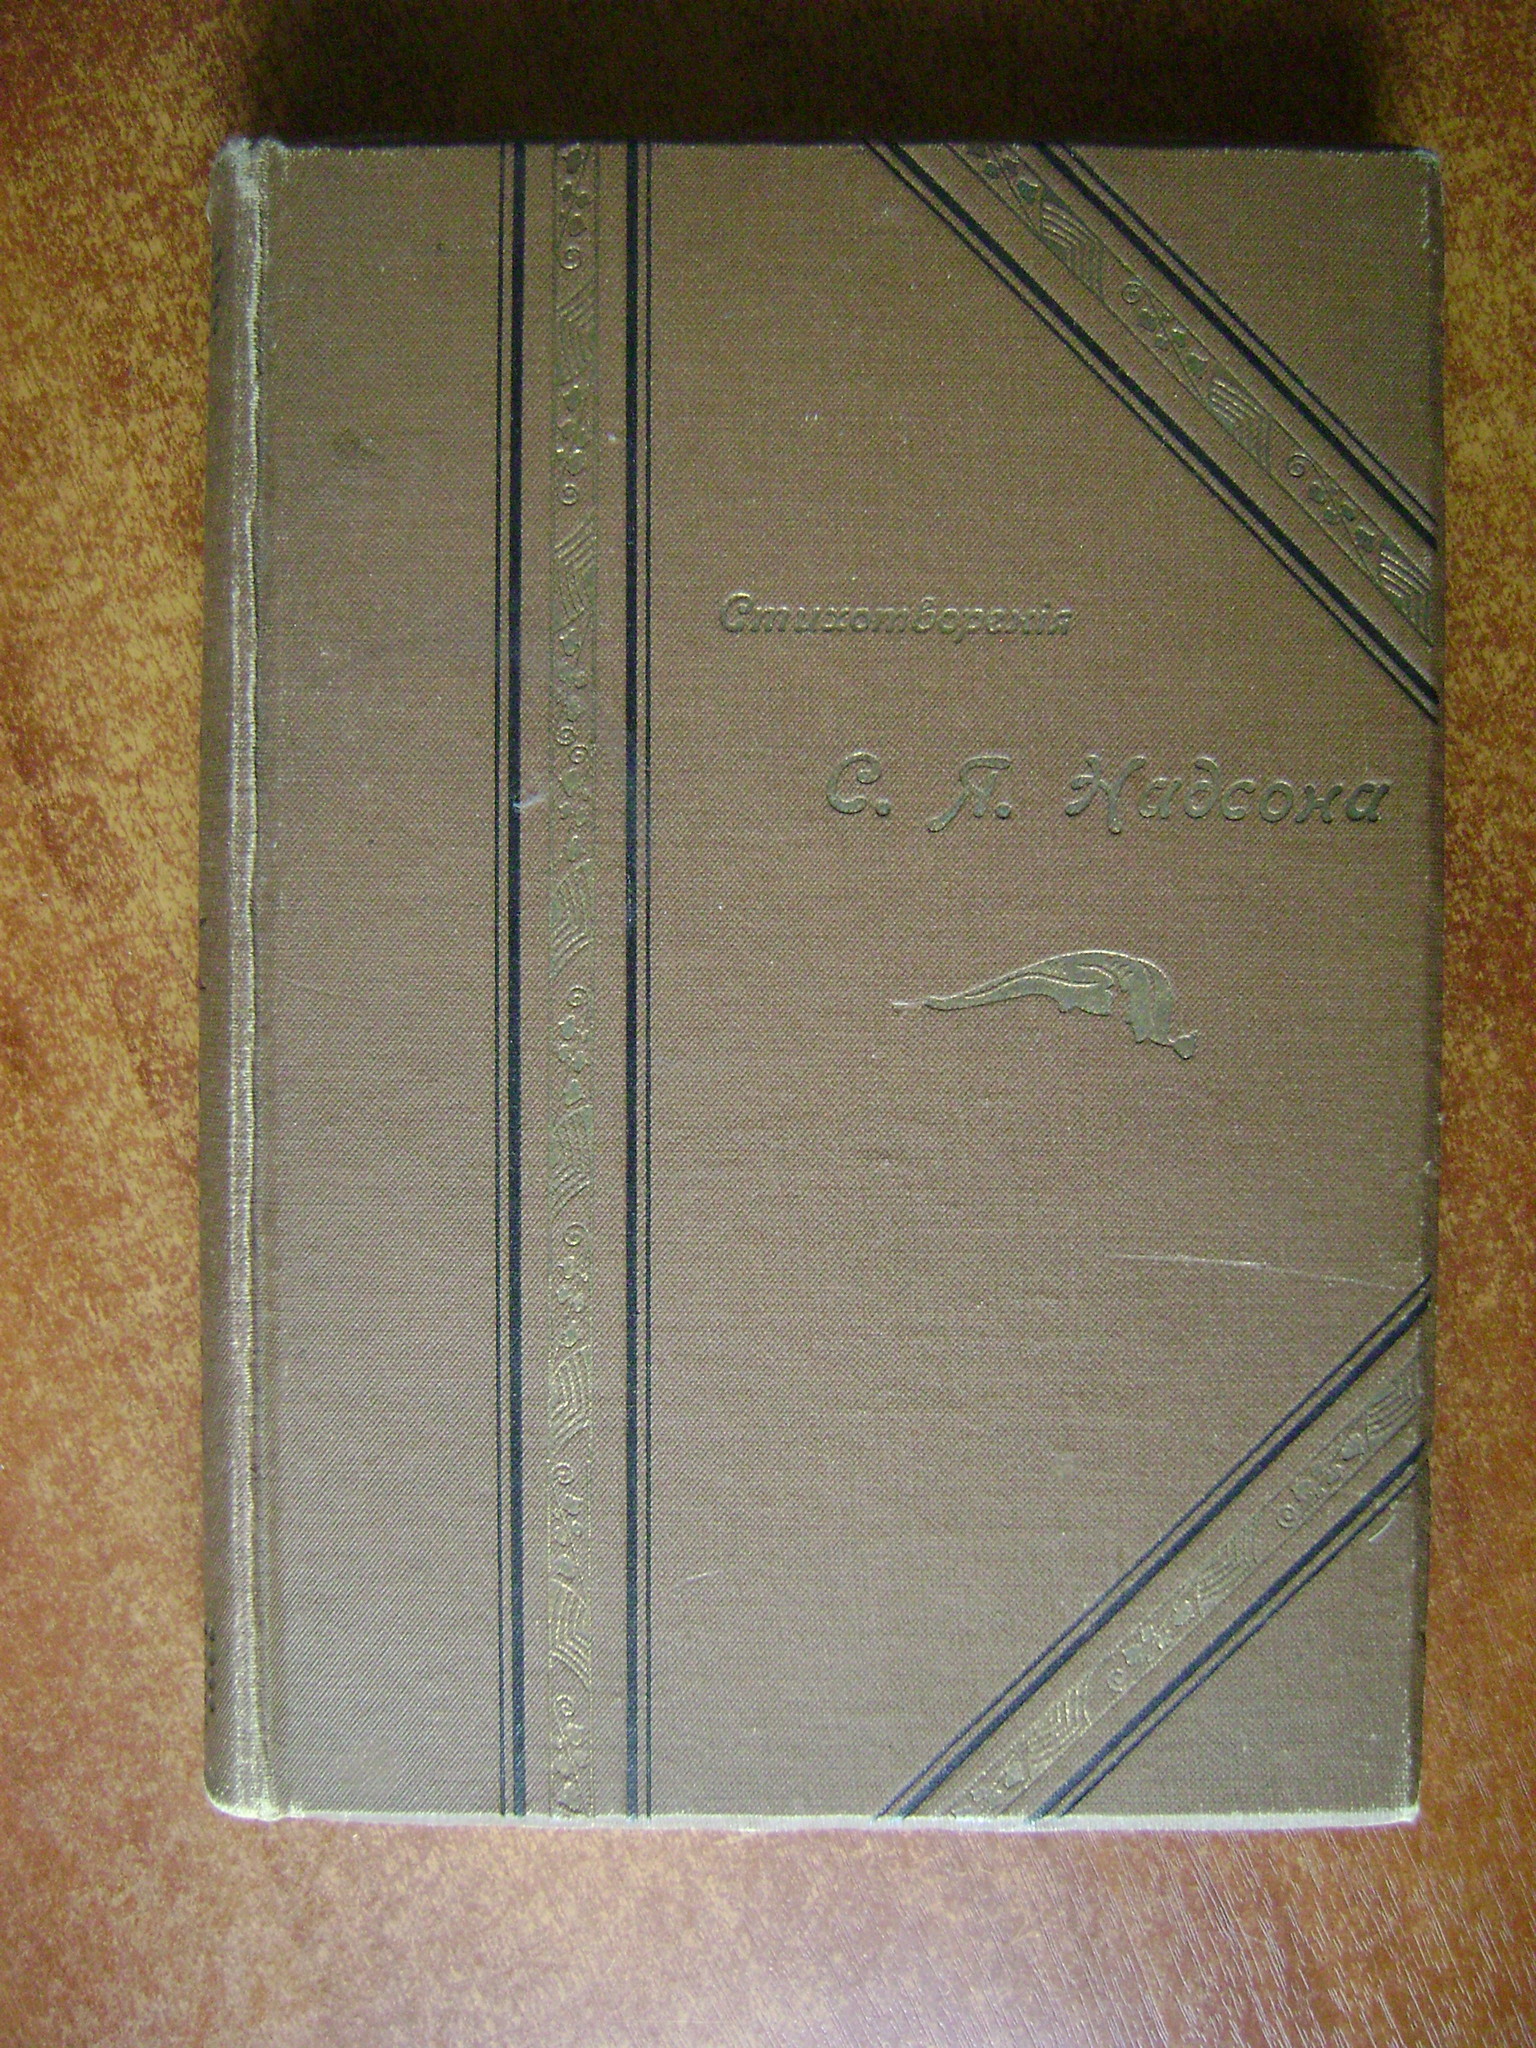 Стихотворенія
С. Я. Надсона